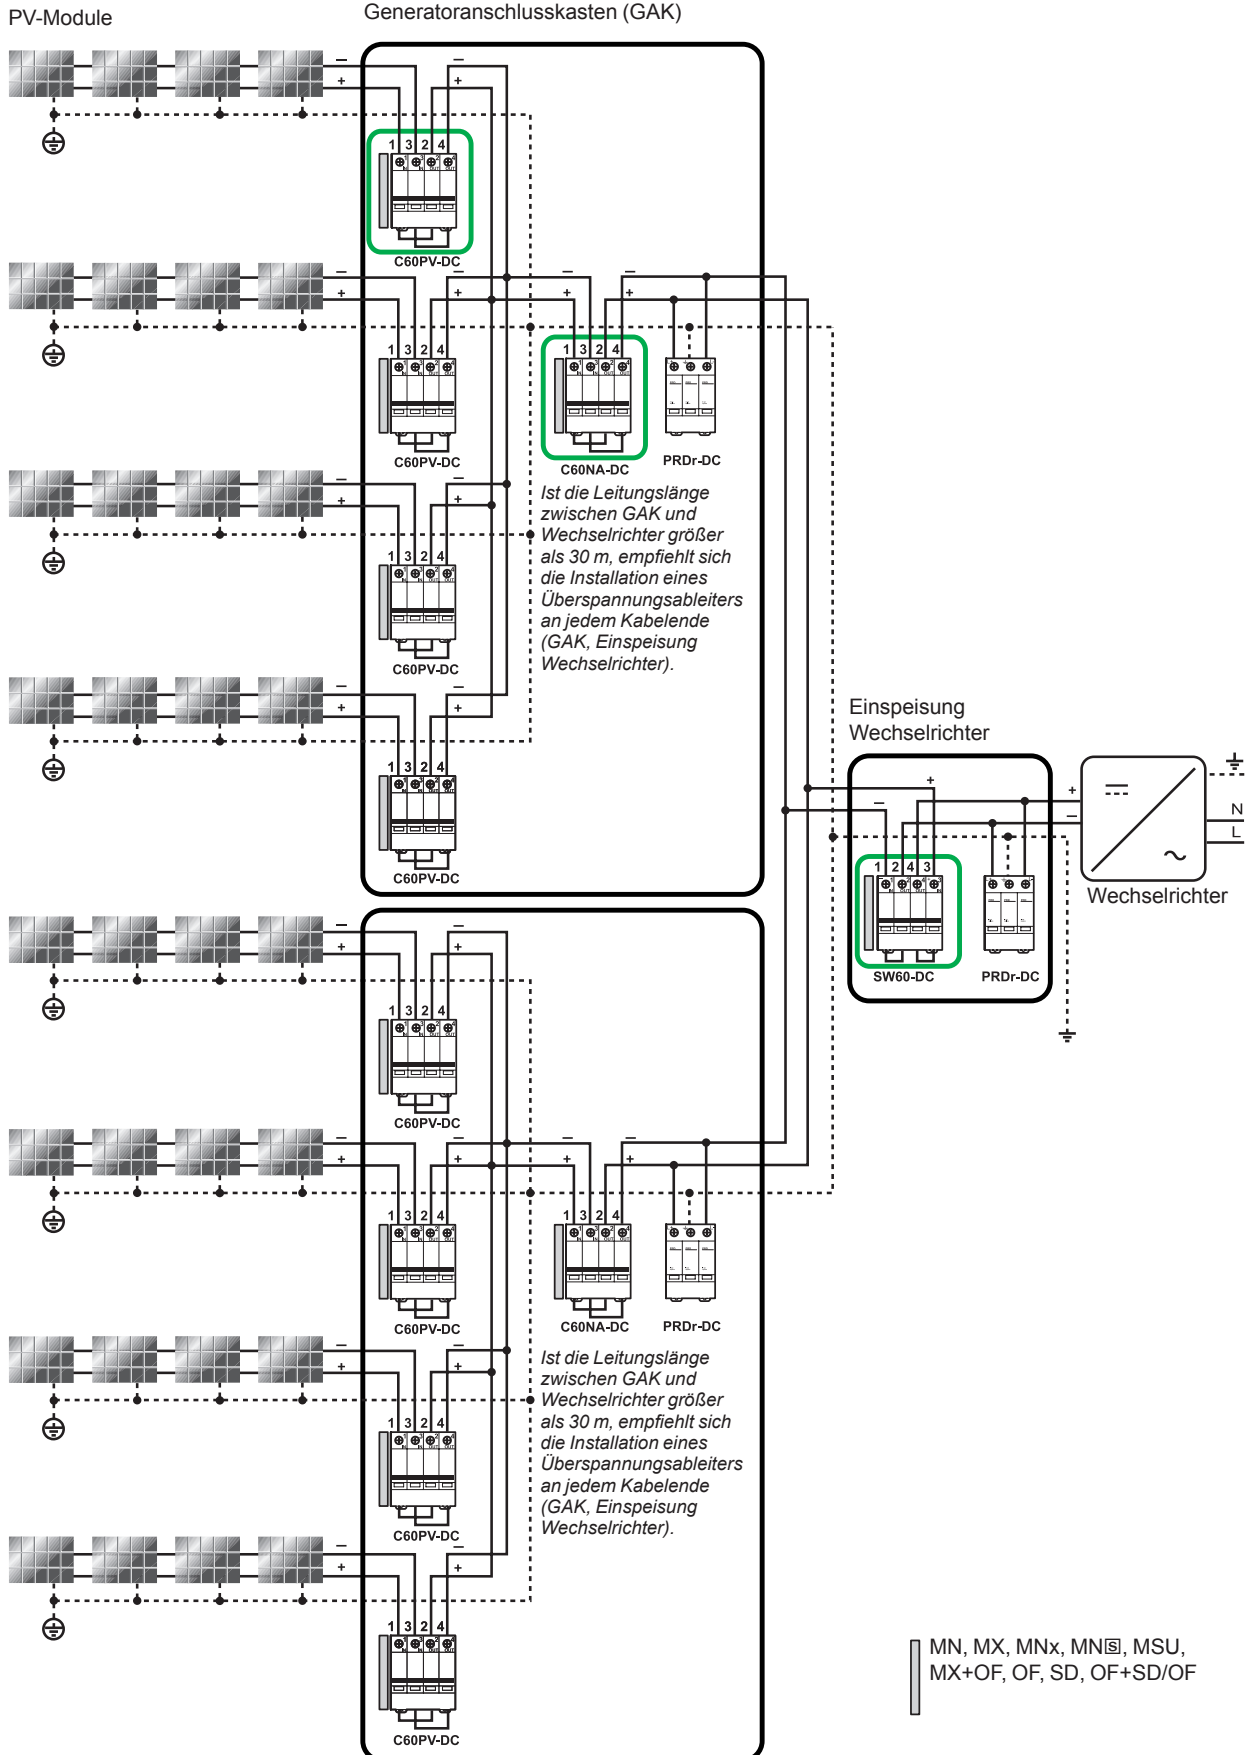 PV-Module
Generatoranschlusskasten (GAK)
– – 
+ +
1 3 2 4
C60PV-DC
– – – –
+ + + +
1 3 2 4
1 3 2 4
C60PV-DC
C60NA-DC
PRDr-DC
Ist die Leitungslänge
zwischen GAK und
Wechselrichter größer
als 30 m, empfiehlt sich
die Installation eines
Überspannungsableiters
an jedem Kabelende
(GAK, Einspeisung
Wechselrichter).
– –
+ +
1 3 2 4
C60PV-DC
– –
+ +
1 3 2 4
C60PV-DC
Einspeisung
Wechselrichter
– + + –
1 2 4 3
SW60-DC
PRDr-DC
N
L
Wechselrichter
– –
+ +
1 3 2 4
C60PV-DC
– – – –
+ + + +
1 3 2 4
1 3 2 4
C60PV-DC
C60NA-DC
PRDr-DC
Ist die Leitungslänge
zwischen GAK und
Wechselrichter größer
als 30 m, empfiehlt sich
die Installation eines
Überspannungsableiters
an jedem Kabelende
(GAK, Einspeisung
Wechselrichter).
– –
+ +
1 3 2 4
C60PV-DC
– –
+ +
1 3 2 4
C60PV-DC
MN, MX, MNx, MN🅂, MSU,
MX+OF, OF, SD, OF+SD/OF